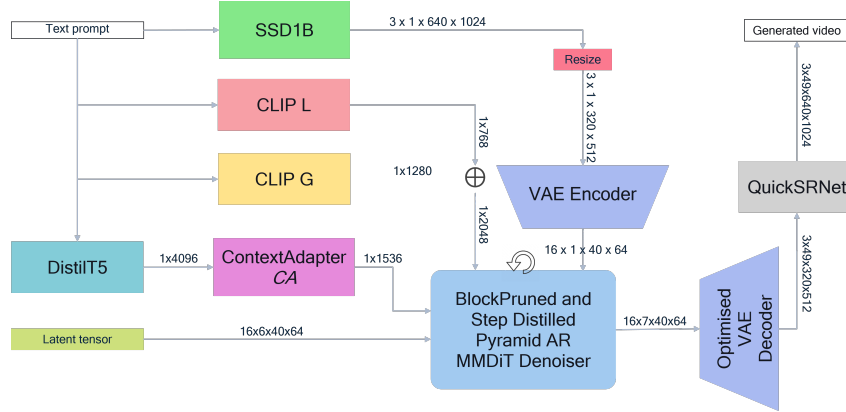 Text prompt
SSD1B
3 x 1 x 640 x 1024
Generated video
Resize
3 x 1 x 320 x 512
3x49x640x1024
CLIP L
1x768
CLIP G
1x1280
VAE Encoder
QuickSRNet
1x2048
16 x 1 x 40 x 64
DistilT5
1x4096
ContextAdapter
CA
1x1536
3x49x320x512
BlockPruned and
Step Distilled
Pyramid AR
MMDiT Denoiser
16x7x40x64
Optimised
VAE
Decoder
Latent tensor
16x6x40x64